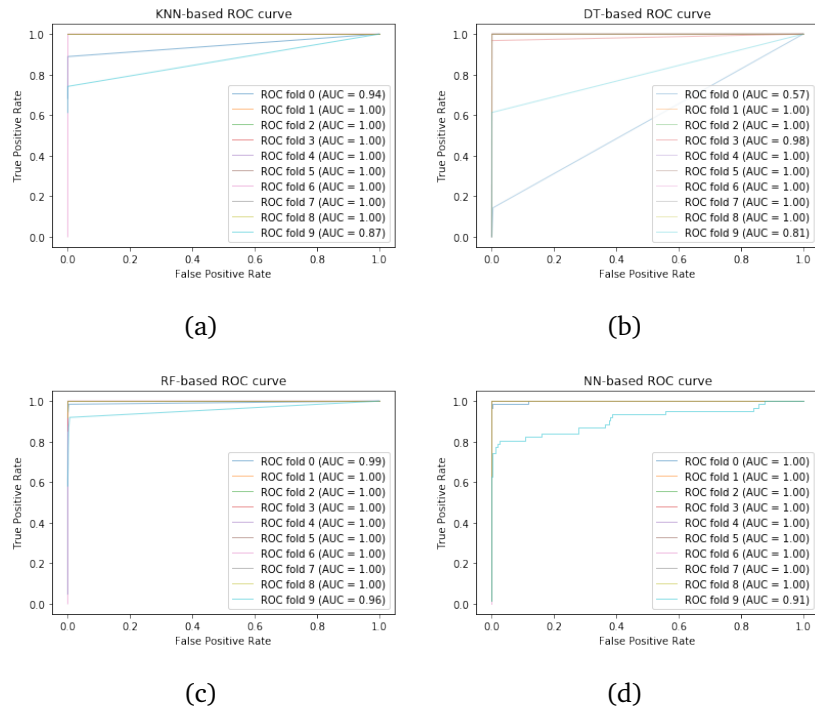 KNN-based ROC curve
True Positive Rate
1.0
0.8
0.6
0.4
0.2
0.0
ROC fold 0 (AUC = 0.94)
ROC fold 1 (AUC = 1.00)
ROC fold 2 (AUC = 1.00)
ROC fold 3 (AUC = 1.00)
ROC fold 4 (AUC = 1.00)
ROC fold 5 (AUC = 1.00)
ROC fold 6 (AUC = 1.00)
ROC fold 7 (AUC = 1.00)
ROC fold 8 (AUC = 1.00)
ROC fold 9 (AUC = 0.87)
0.0 0.2 0.4 0.6 0.8 1.0
False Positive Rate
(a)
DT-based ROC curve
True Positive Rate
1.0
0.8
0.6
0.4
0.2
0.0
ROC fold 0 (AUC = 0.57)
ROC fold 1 (AUC = 1.00)
ROC fold 2 (AUC = 1.00)
ROC fold 3 (AUC = 0.98)
ROC fold 4 (AUC = 1.00)
ROC fold 5 (AUC = 1.00)
ROC fold 6 (AUC = 1.00)
ROC fold 7 (AUC = 1.00)
ROC fold 8 (AUC = 1.00)
ROC fold 9 (AUC = 0.81)
0.0 0.2 0.4 0.6 0.8 1.0
False Positive Rate
(b)
RF-based ROC curve
True Positive Rate
1.0
0.8
0.6
0.4
0.2
0.0
ROC fold 0 (AUC = 0.99)
ROC fold 1 (AUC = 1.00)
ROC fold 2 (AUC = 1.00)
ROC fold 3 (AUC = 1.00)
ROC fold 4 (AUC = 1.00)
ROC fold 5 (AUC = 1.00)
ROC fold 6 (AUC = 1.00)
ROC fold 7 (AUC = 1.00)
ROC fold 8 (AUC = 1.00)
ROC fold 9 (AUC = 0.96)
0.0 0.2 0.4 0.6 0.8 1.0
False Positive Rate
(c)
NN-based ROC curve
True Positive Rate
1.0
0.8
0.6
0.4
0.2
0.0
ROC fold 0 (AUC = 1.00)
ROC fold 1 (AUC = 1.00)
ROC fold 2 (AUC = 1.00)
ROC fold 3 (AUC = 1.00)
ROC fold 4 (AUC = 1.00)
ROC fold 5 (AUC = 1.00)
ROC fold 6 (AUC = 1.00)
ROC fold 7 (AUC = 1.00)
ROC fold 8 (AUC = 1.00)
ROC fold 9 (AUC = 0.91)
0.0 0.2 0.4 0.6 0.8 1.0
False Positive Rate
(d)